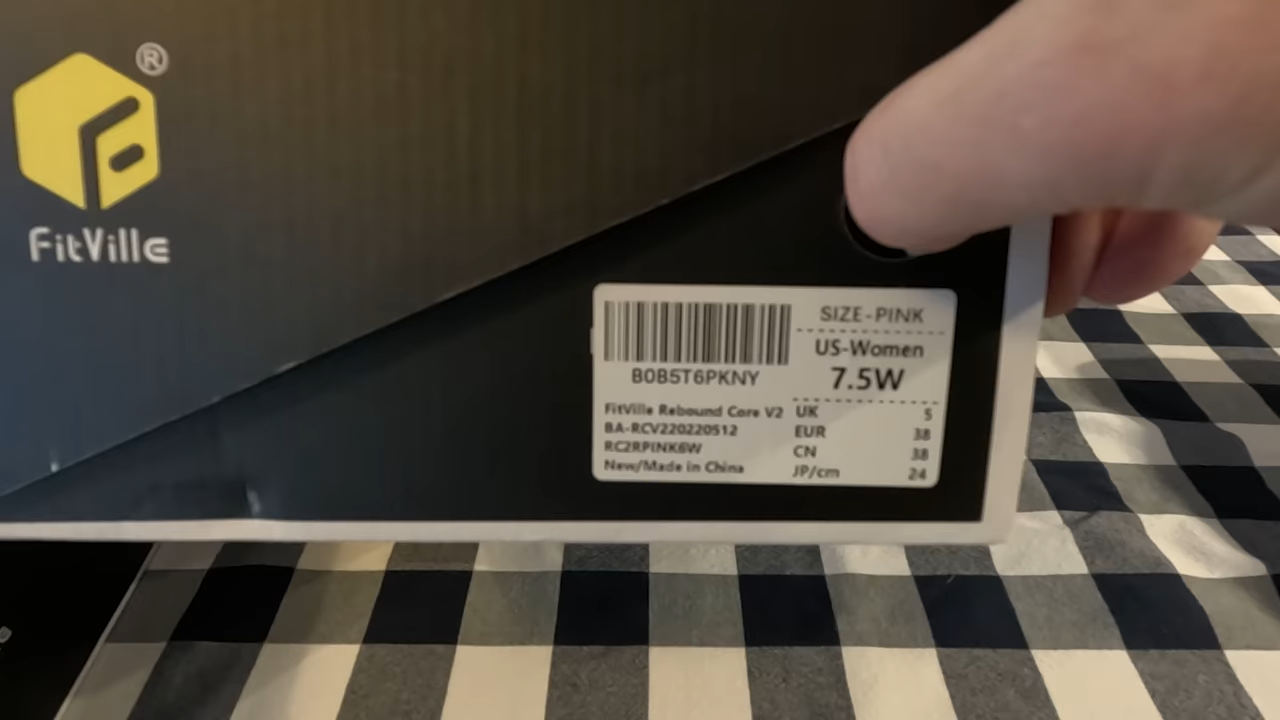 ®
FitVille
SIZE-PINK
US-Women
7.5W
B0B5T6PKNY
FitVille Rebound Core V2
BA-RCV220220512
RC2RPINK6W
New/Made in China
UK 5
EUR 38
CN 38
JP/cm 24